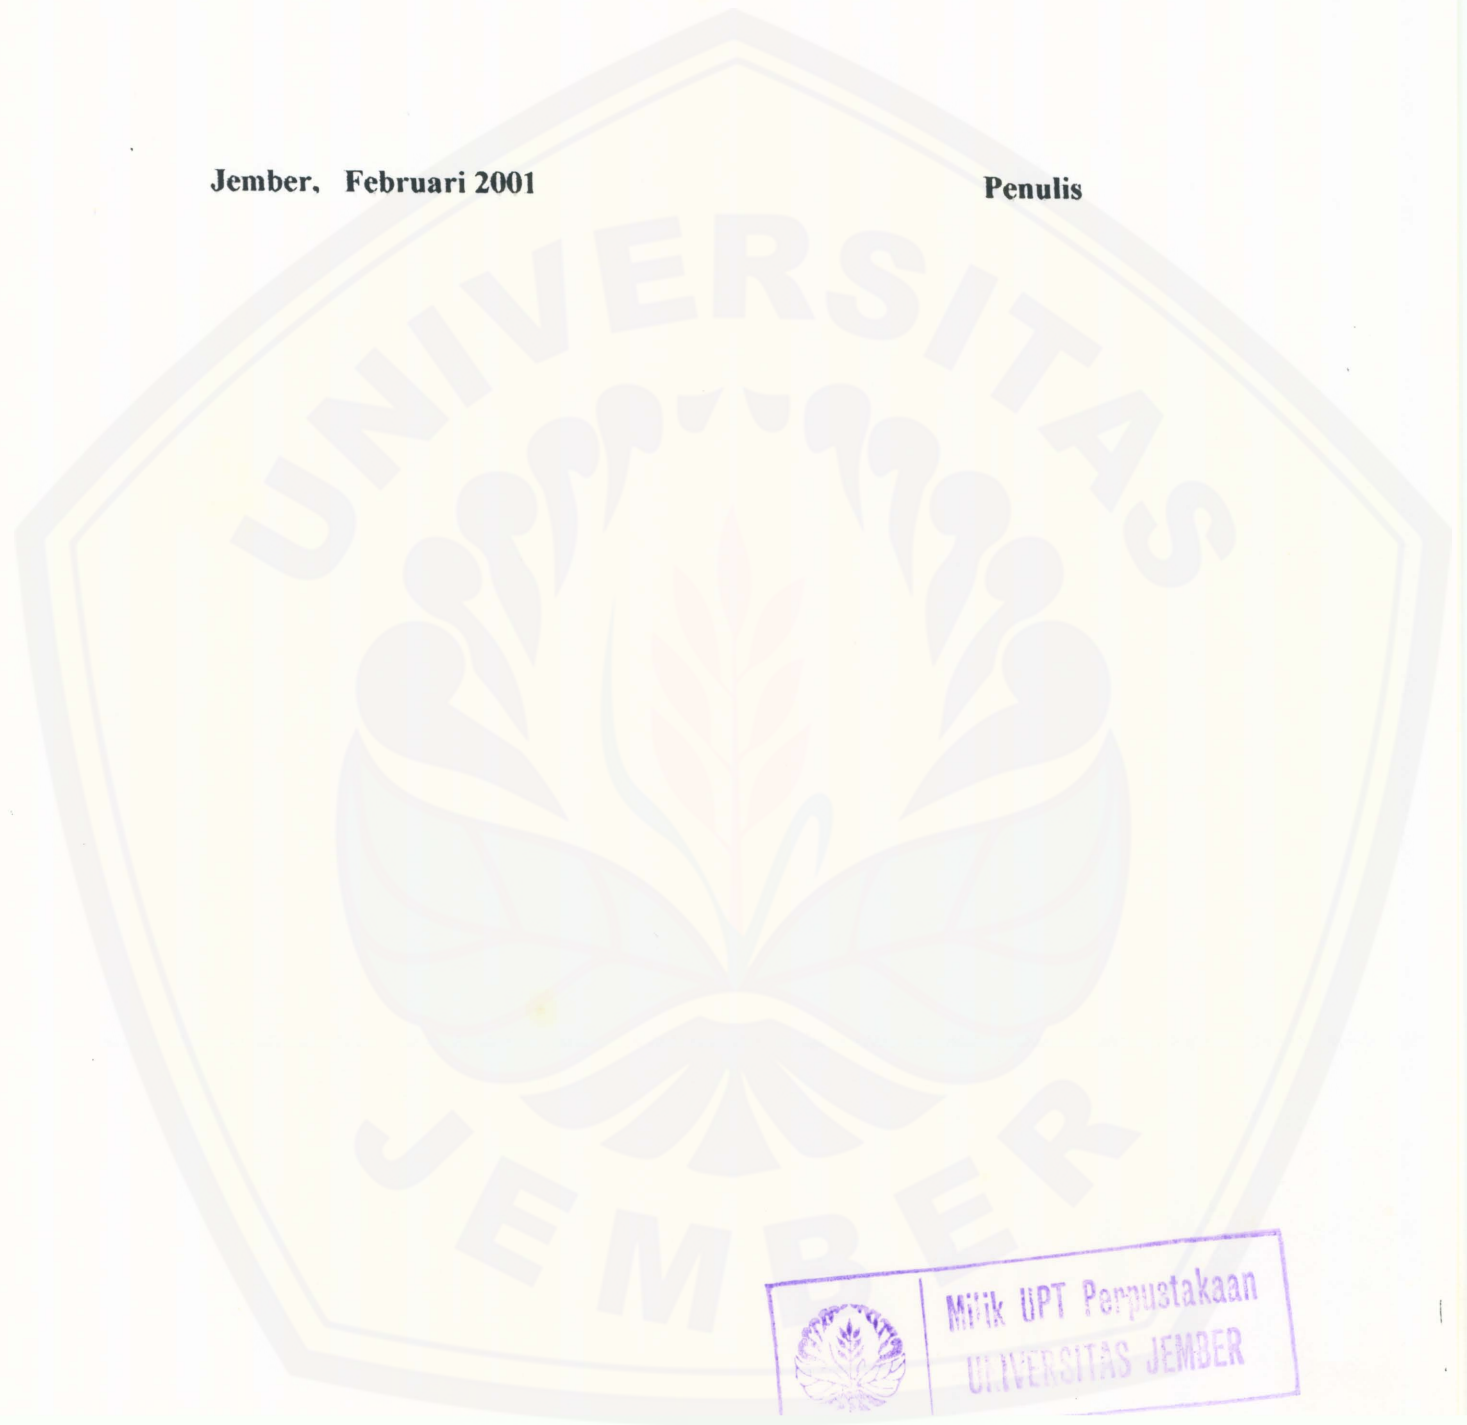 Jember, Februari 2001 Penulis
UNIVERSITAS
JEMBER
Milik UPT Perpustakaan
UNIVERSITAS JEMBER